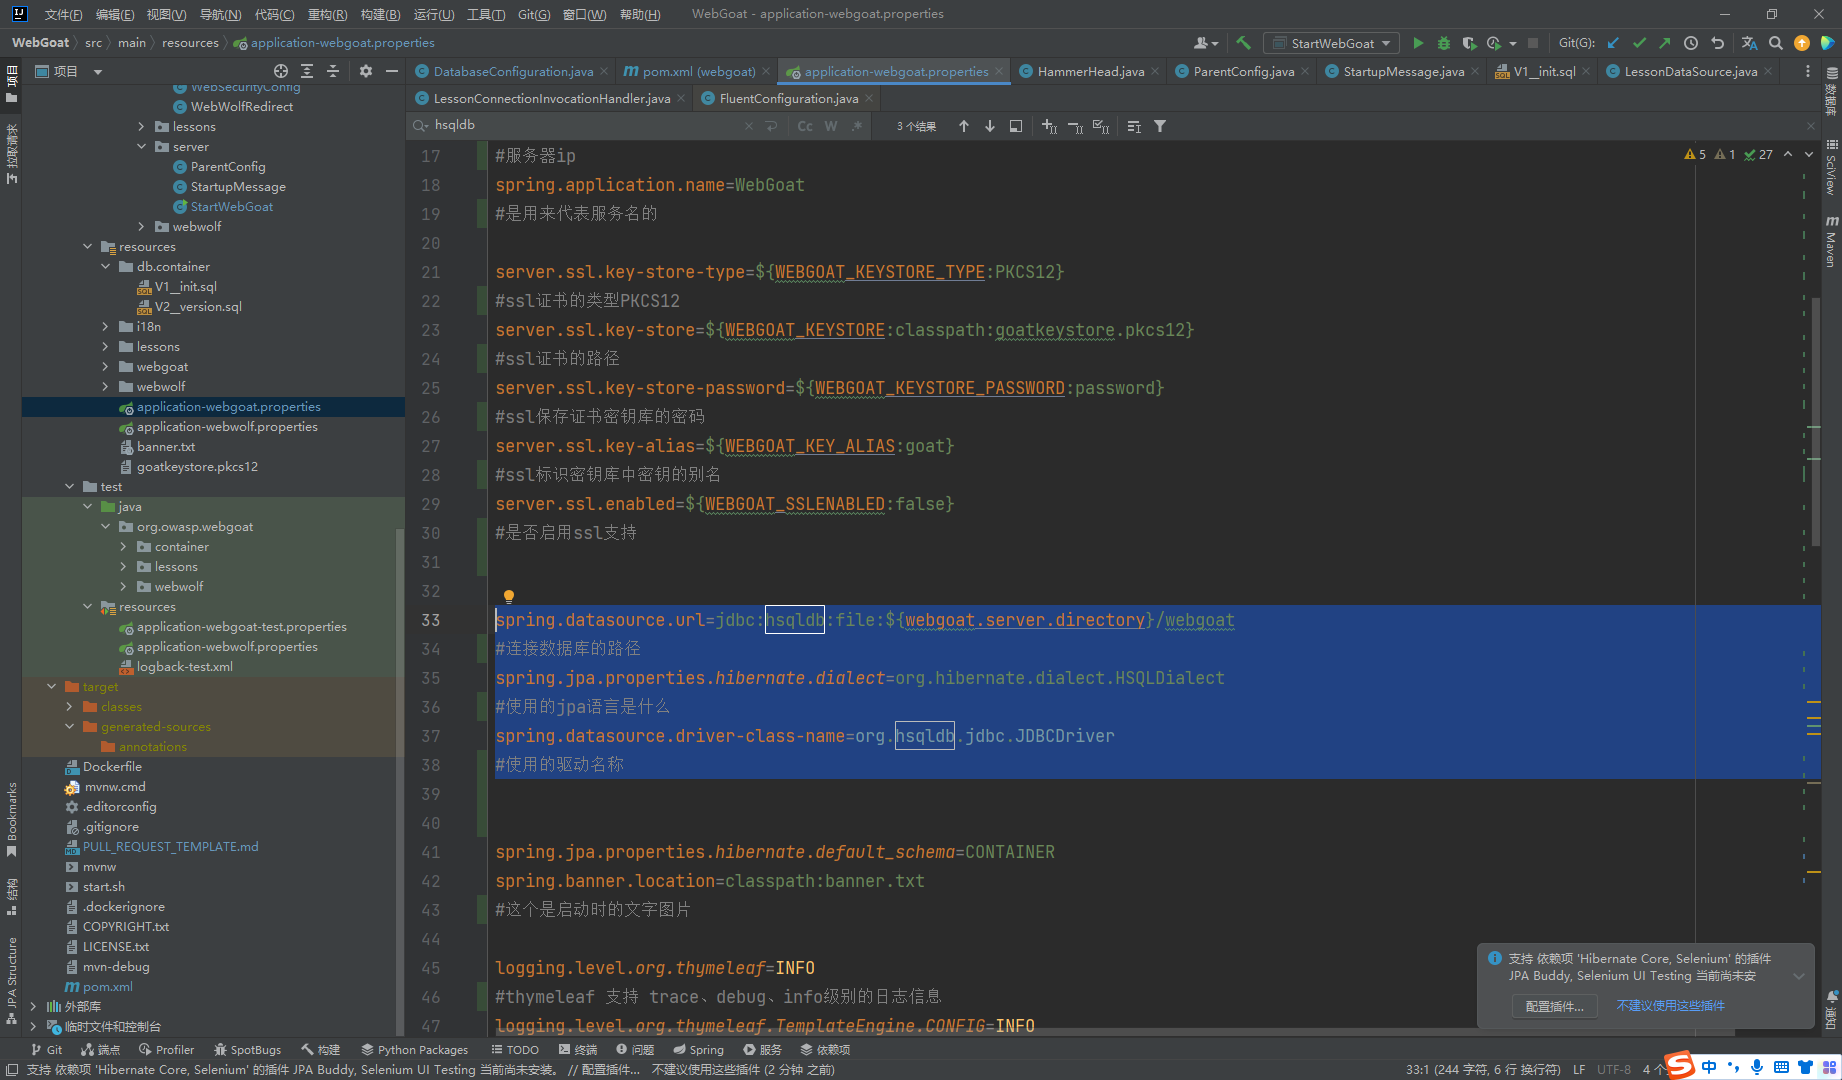 文件(F) 编辑(E) 视图(V) 导航(N) 代码(C) 重构(R) 构建(B) 运行(U) 工具(T) Git(G) 窗口(W) 帮助(H) WebGoat - application-webgoat.properties
WebGoat src main resources application-webgoat.properties StartWebGoat Git(G):
项目 DatabaseConfiguration.java pom.xml (webgoat) application-webgoat.properties HammerHead.java ParentConfig.java StartupMessage.java V1__init.sql LessonDataSource.java
LessonConnectionInvocationHandler.java FluentConfiguration.java
hsqldb Cc W .* 3 个结果
5 1 27
项目
拉取请求
Bookmarks
结构
JPA Structure
WebSecurityConfig
WebWolfRedirect
lessons
server
ParentConfig
StartupMessage
StartWebGoat
webwolf
resources
db.container
V1__init.sql
V2__version.sql
i18n
lessons
webgoat
webwolf
application-webgoat.properties
application-webwolf.properties
banner.txt
goatkeystore.pkcs12
test
java
org.owasp.webgoat
container
lessons
webwolf
resources
application-webgoat-test.properties
application-webwolf.properties
logback-test.xml
target
classes
generated-sources
annotations
Dockerfile
mvnw.cmd
.editorconfig
.gitignore
PULL_REQUEST_TEMPLATE.md
mvnw
start.sh
.dockerignore
COPYRIGHT.txt
LICENSE.txt
mvn-debug
pom.xml
外部库
临时文件和控制台
17 #服务器ip
18 spring.application.name=WebGoat
19 #是用来代表服务名的
20
21 server.ssl.key-store-type=${WEBGOAT_KEYSTORE_TYPE:PKCS12}
22 #ssl证书的类型PKCS12
23 server.ssl.key-store=${WEBGOAT_KEYSTORE:classpath:goatkeystore.pkcs12}
24 #ssl证书的路径
25 server.ssl.key-store-password=${WEBGOAT_KEYSTORE_PASSWORD:password}
26 #ssl保存证书密钥库的密码
27 server.ssl.key-alias=${WEBGOAT_KEY_ALIAS:goat}
28 #ssl标识密钥库中密钥的别名
29 server.ssl.enabled=${WEBGOAT_SSLENABLED:false}
30 #是否启用ssl支持
31
32
33 spring.datasource.url=jdbc:hsqldb:file:${webgoat.server.directory}/webgoat
34 #连接数据库的路径
35 spring.jpa.properties.hibernate.dialect=org.hibernate.dialect.HSQLDialect
36 #使用的jpa语言是什么
37 spring.datasource.driver-class-name=org.hsqldb.jdbc.JDBCDriver
38 #使用的驱动名称
39
40
41 spring.jpa.properties.hibernate.default_schema=CONTAINER
42 spring.banner.location=classpath:banner.txt
43 #这个是启动时的文字图片
44
45 logging.level.org.thymeleaf=INFO
46 #thymeleaf 支持 trace、debug、info级别的日志信息
47 logging.level.org.thymeleaf.TemplateEngine.CONFIG=INFO
数据库
SciView
Maven
通知
支持 依赖项 'Hibernate Core, Selenium' 的插件
JPA Buddy, Selenium UI Testing 当前尚未安
配置插件... 不建议使用这些插件
Git 端点 Profiler SpotBugs 构建 Python Packages TODO 终端 问题 Spring 服务 依赖项
支持 依赖项 'Hibernate Core, Selenium' 的插件 JPA Buddy, Selenium UI Testing 当前尚未安装。 // 配置插件... 不建议使用这些插件 (2 分钟 之前) 33:1 (244 字符, 6 行 换行符) LF UTF-8 4 个 中